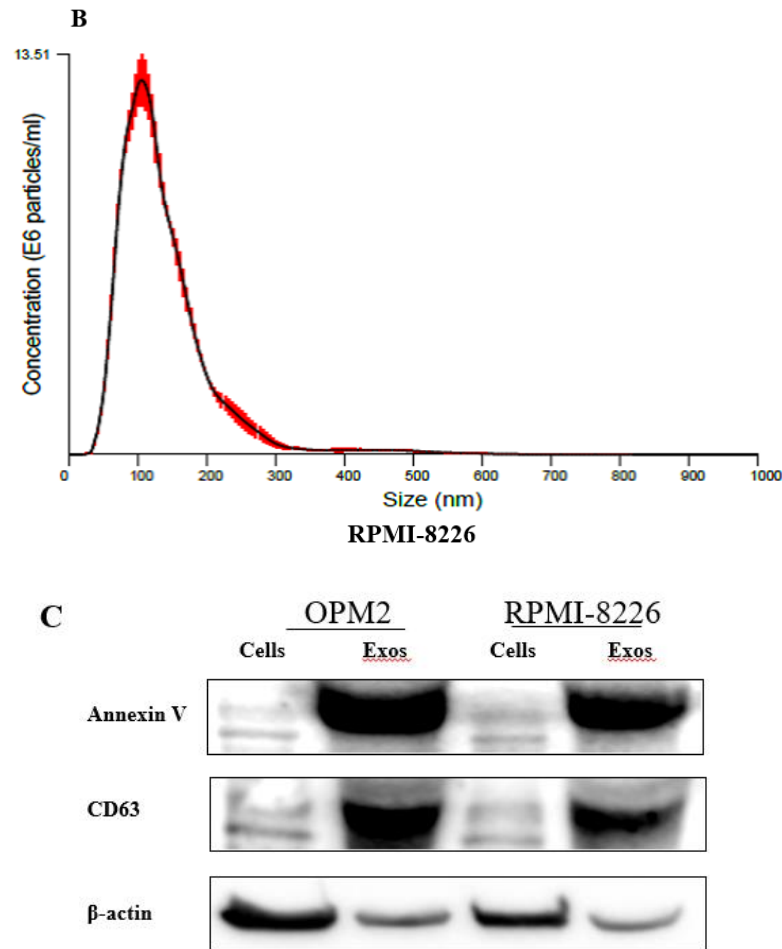 B
13.51
Concentration (E6 particles/ml)
0 100 200 300 400 500 600 700 800 900 1000
Size (nm)
RPMI-8226
C
OPM2 RPMI-8226
Cells Exos Cells Exos
Annexin V
CD63
β-actin